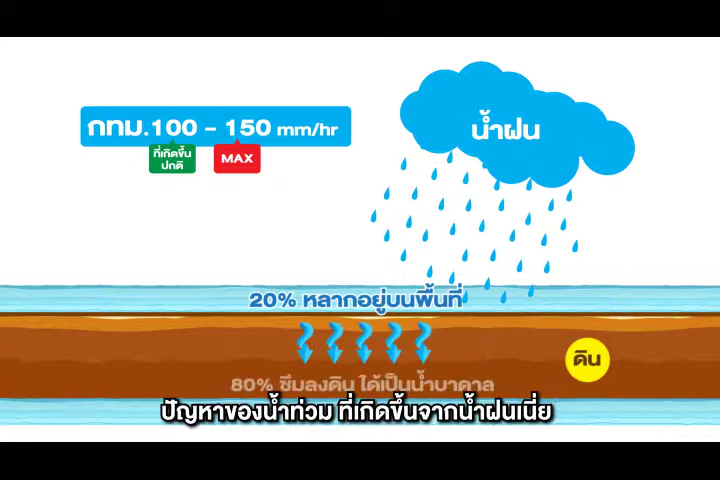 กทม.100 - 150 mm/hr
ที่เกิดขึ้น
ปกติ
MAX
น้ำฝน
20% หลากอยู่บนพื้นที่
ดิน
80% ซึมลงดิน ได้เป็นน้ำบาดาล
ปัญหาของน้ำท่วม ที่เกิดขึ้นจากน้ำฝนเนี่ย